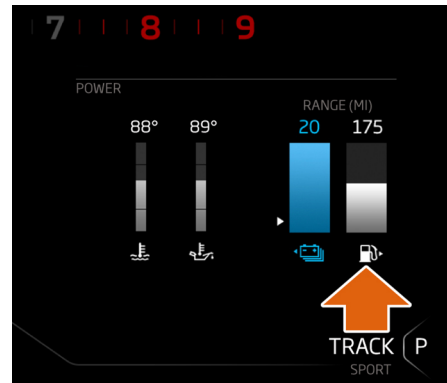 7 8 9
POWER
RANGE (MI)
88° 89° 20 175
TRACK P
SPORT